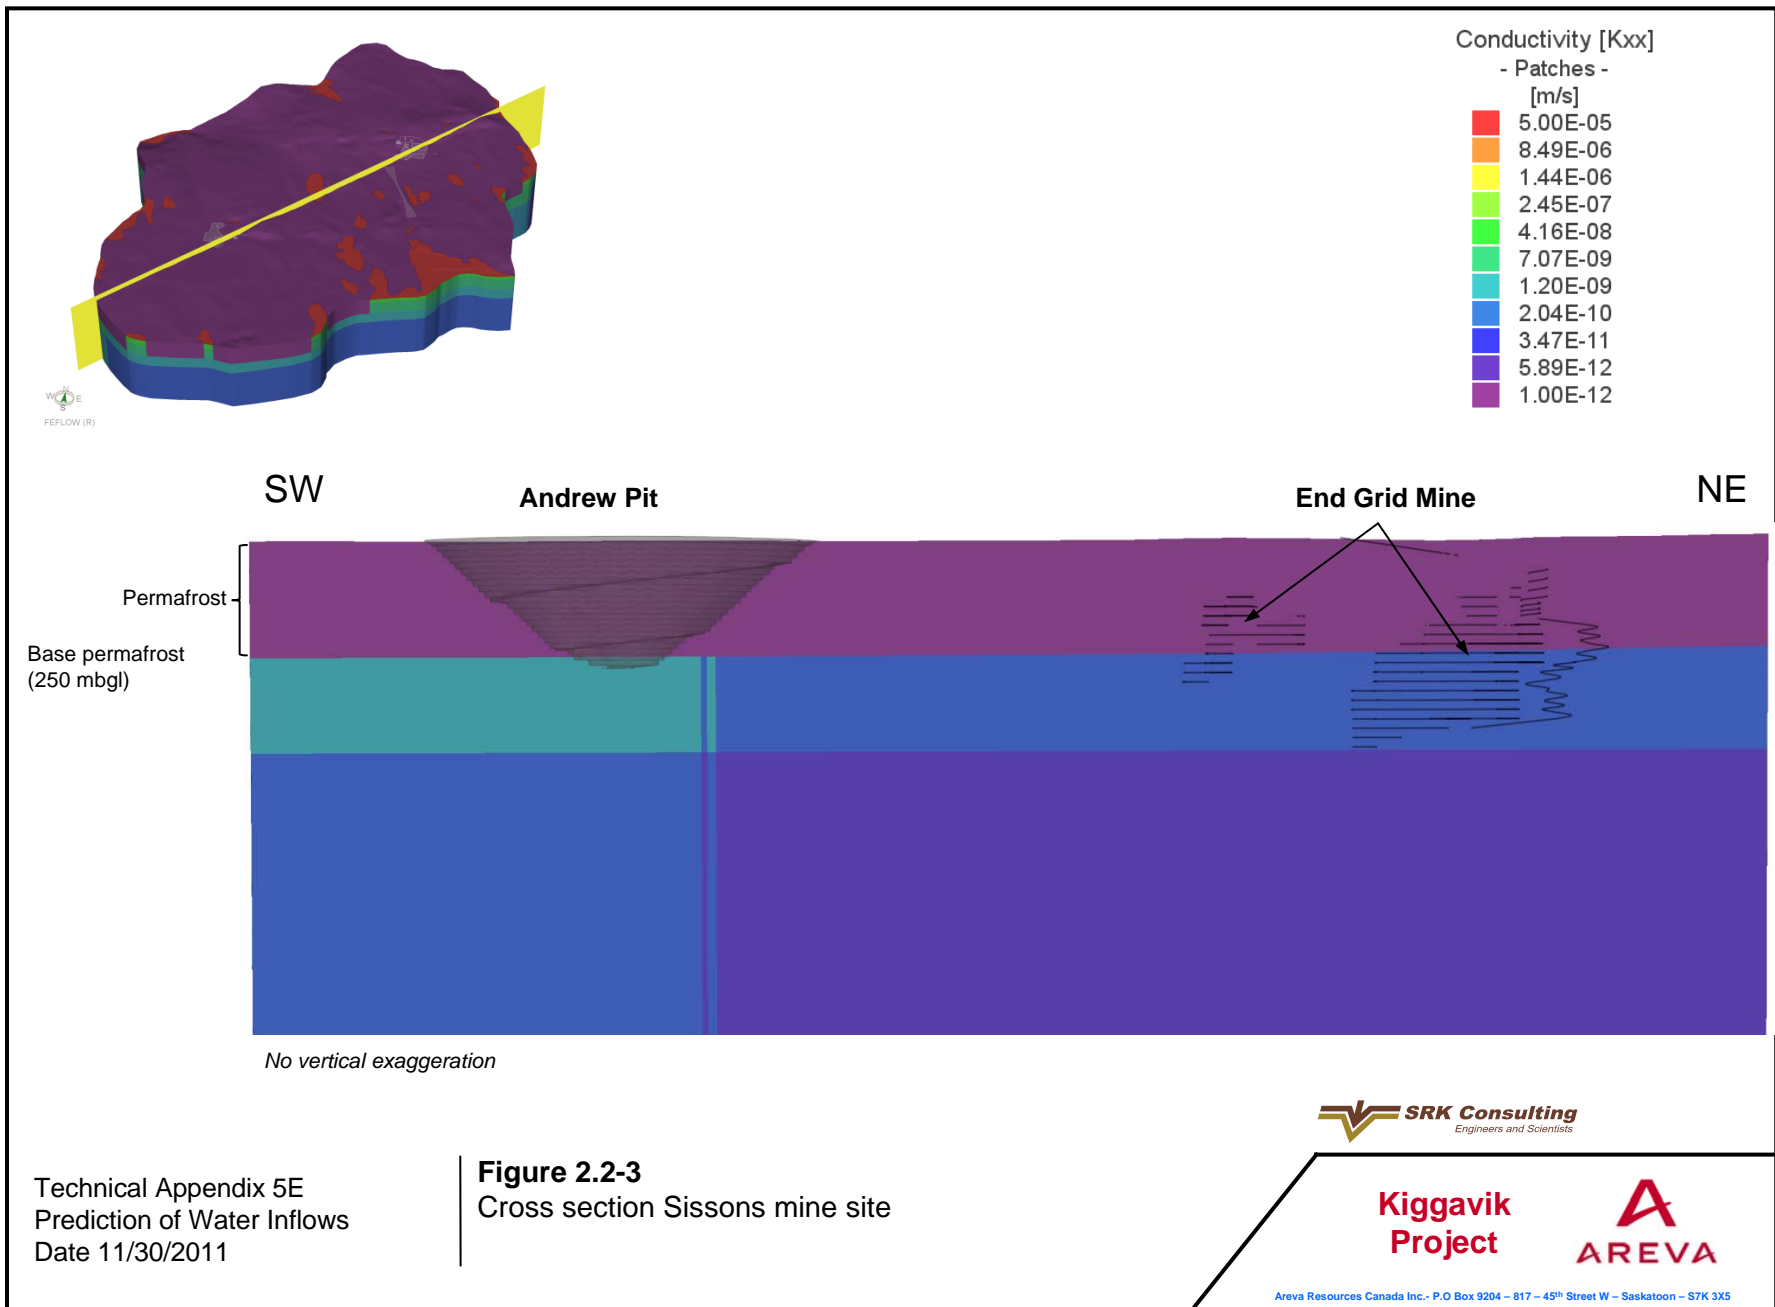 Conductivity [Kxx]
- Patches -
[m/s]
5.00E-05
8.49E-06
1.44E-06
2.45E-07
4.16E-08
7.07E-09
1.20E-09
2.04E-10
3.47E-11
5.89E-12
1.00E-12
N
W E
S
FEFLOW (R)
SW
Andrew Pit
End Grid Mine
NE
Permafrost
Base permafrost
(250 mbgl)
No vertical exaggeration
SRK Consulting
Engineers and Scientists
Technical Appendix 5E
Prediction of Water Inflows
Date 11/30/2011
Figure 2.2-3
Cross section Sissons mine site
Kiggavik
Project
AREVA
Areva Resources Canada Inc.- P.O Box 9204 – 817 – 45th Street W – Saskatoon – S7K 3X5